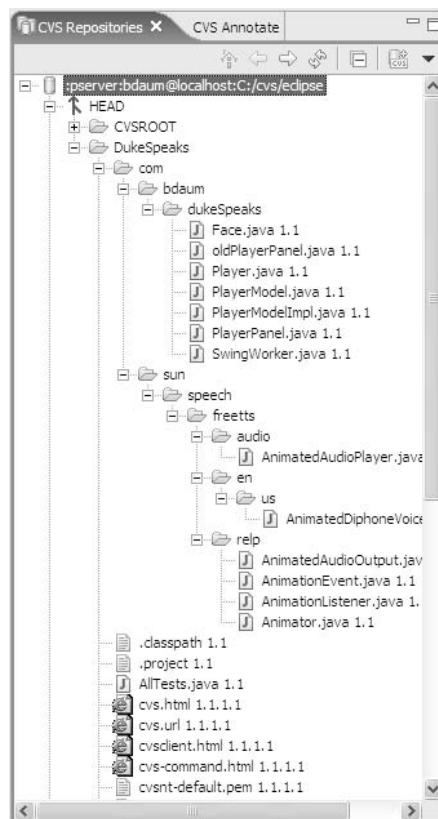 CVS Repositories CVS Annotate
:pserver:bdaum@localhost:C:/cvs/eclipse
HEAD
CVSROOT
DukeSpeaks
com
bdaum
dukeSpeaks
Face.java 1.1
oldPlayerPanel.java 1.1
Player.java 1.1
PlayerModel.java 1.1
PlayerModelImpl.java 1.1
PlayerPanel.java 1.1
SwingWorker.java 1.1
sun
speech
freetts
audio
AnimatedAudioPlayer.java
en
us
AnimatedDiphoneVoice
relp
AnimatedAudioOutput.jav
AnimationEvent.java 1.1
AnimationListener.java 1.
Animator.java 1.1
.classpath 1.1
.project 1.1
AllTests.java 1.1
cvs.html 1.1.1.1
cvs.url 1.1.1.1
cvsclient.html 1.1.1.1
cvs-command.html 1.1.1.1
cvsnt-default.pem 1.1.1.1